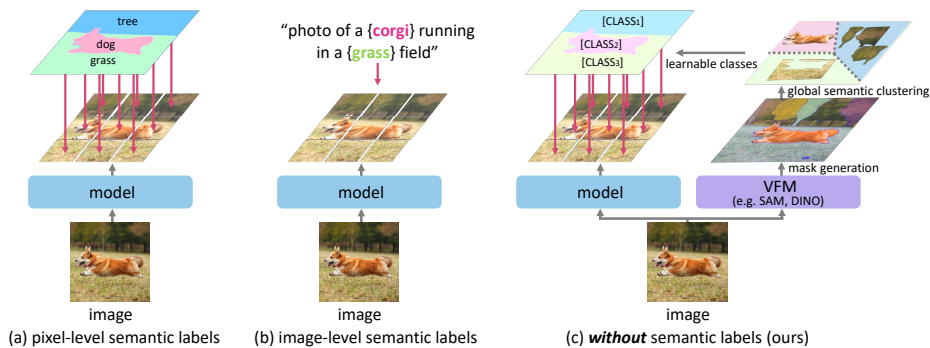 tree
dog
grass
model
image
(a) pixel-level semantic labels
“photo of a {corgi} running
in a {grass} field”
model
image
(b) image-level semantic labels
[CLASS₁]
[CLASS₂]
[CLASS₃]
learnable classes
global semantic clustering
mask generation
model
VFM
(e.g. SAM, DINO)
image
(c) without semantic labels (ours)